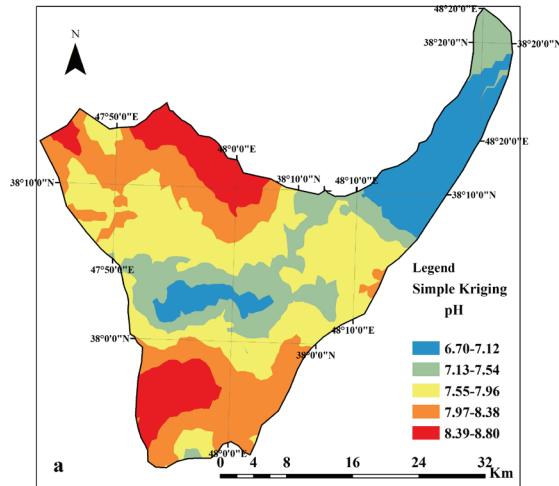 48°20'0"E
38°20'0"N
38°20'0"N
N
47°50'0"E
48°0'0"E
48°20'0"E
38°10'0"N
38°10'0"N
48°10'0"E
38°10'0"N
47°50'0"E
Legend
Simple Kriging
pH
48°10'0"E
38°0'0"N
38°0'0"N
6.70-7.12
7.13-7.54
7.55-7.96
7.97-8.38
8.39-8.80
48°0'0"E
a
0 2 4 8 16 24 32
Km